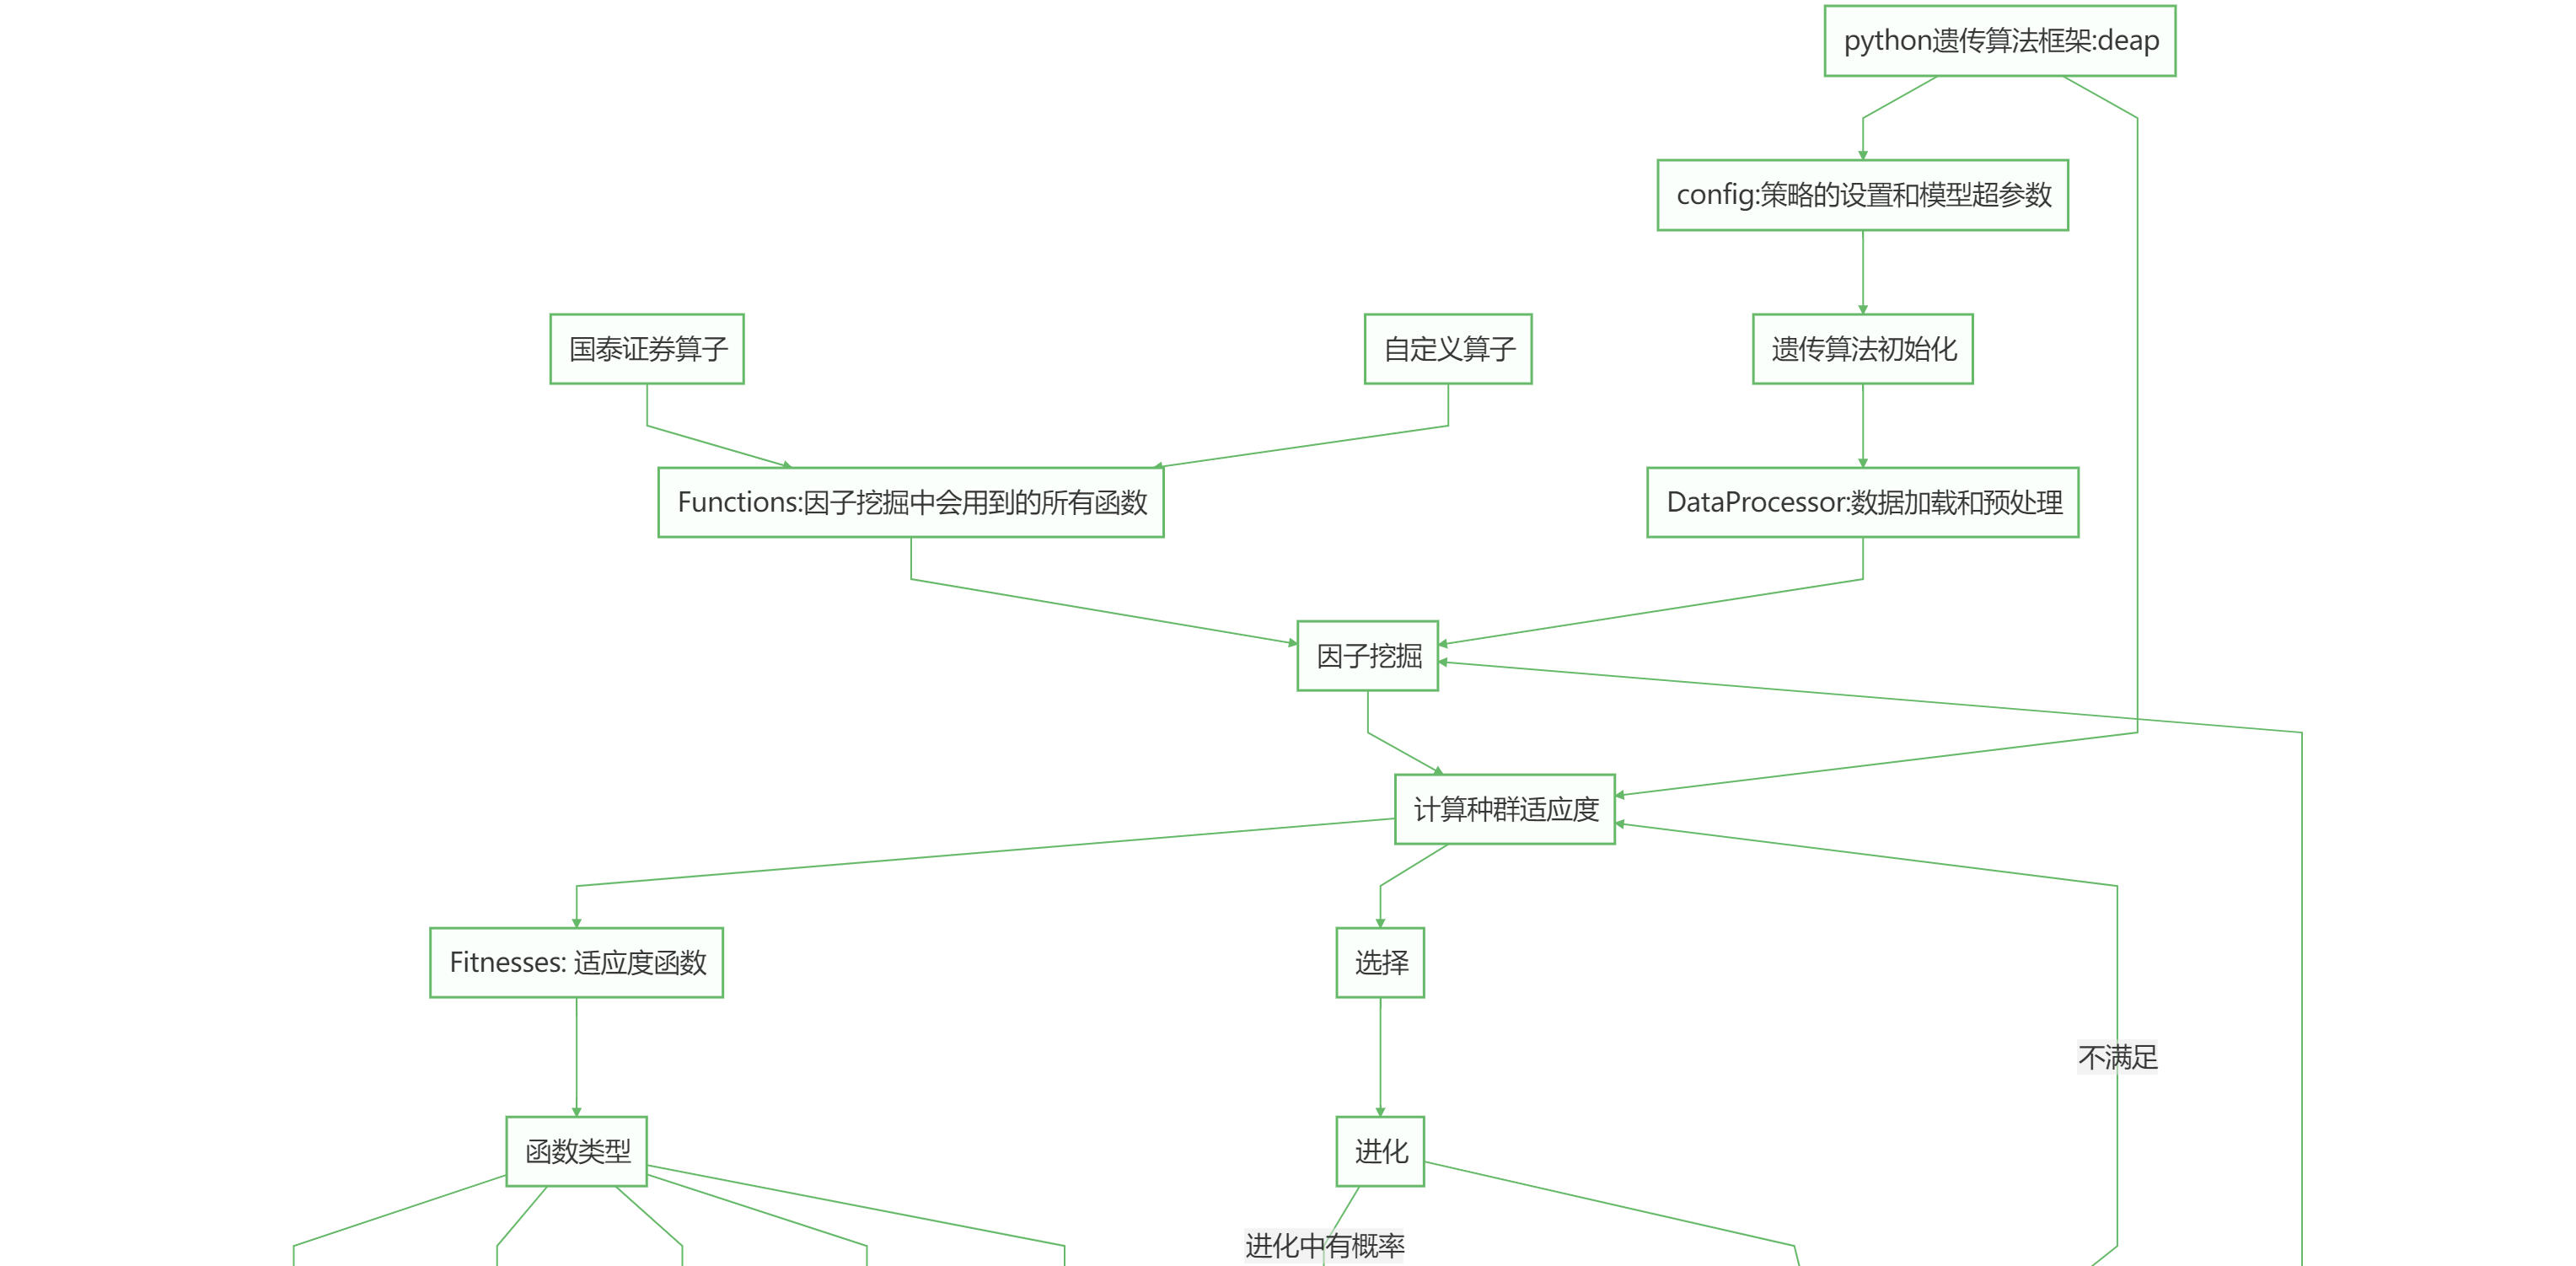 python遗传算法框架:deap
config:策略的设置和模型超参数
国泰证券算子
自定义算子
遗传算法初始化
Functions:因子挖掘中会用到的所有函数
DataProcessor:数据加载和预处理
因子挖掘
计算种群适应度
Fitnesses: 适应度函数
选择
不满足
函数类型
进化
进化中有概率